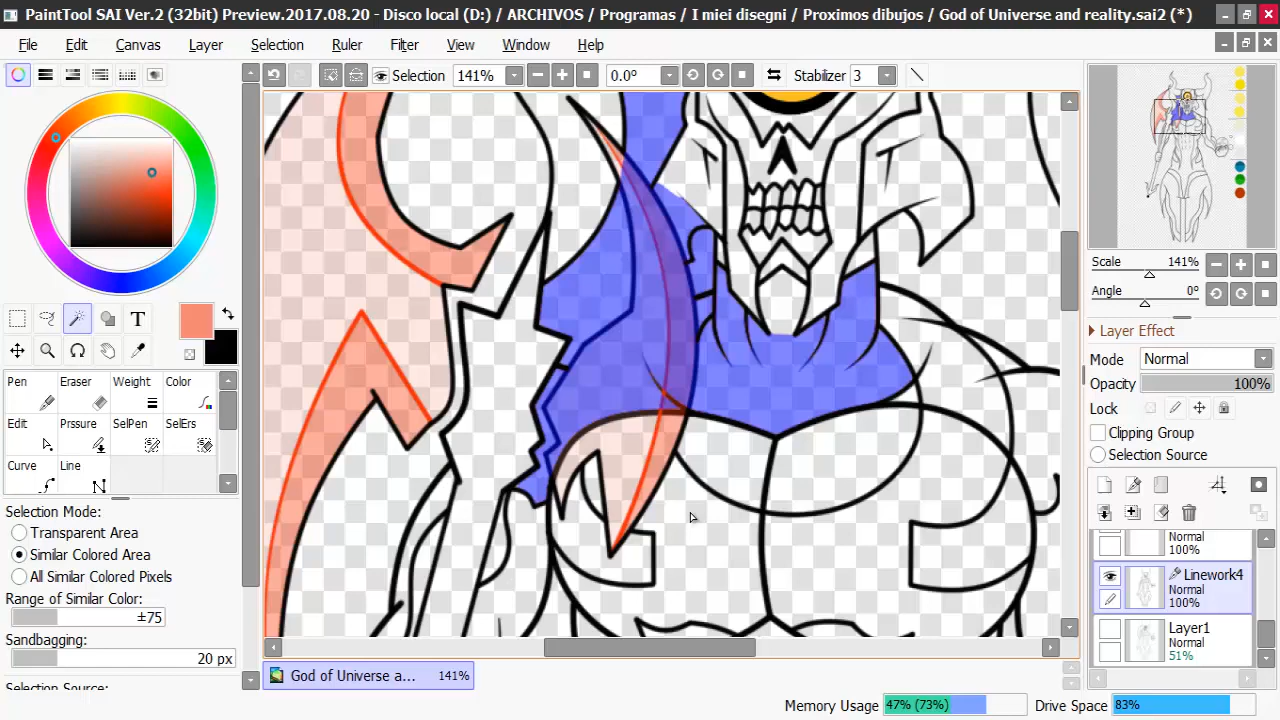 PaintTool SAI Ver.2 (32bit) Preview.2017.08.20 - Disco local (D:) / ARCHIVOS / Programas / I miei disegni / Proximos dibujos / God of Universe and reality.sai2 (*)
File Edit Canvas Layer Selection Ruler Filter View Window Help
Selection 141% 0.0° Stabilizer 3
Scale 141%
Angle 0°
Layer Effect
Mode Normal
Opacity 100%
Lock
Clipping Group
Selection Source
T
Pen Eraser Weight Color
Edit Prssure SelPen SelErs
Curve Line
Selection Mode:
Transparent Area
Similar Colored Area
All Similar Colored Pixels
Range of Similar Color:
±75
Sandbagging:
20 px
Selection Source:
Normal
100%
Linework4
Normal
100%
Layer1
Normal
51%
God of Universe a... 141%
Memory Usage 47% (73%) Drive Space 83%